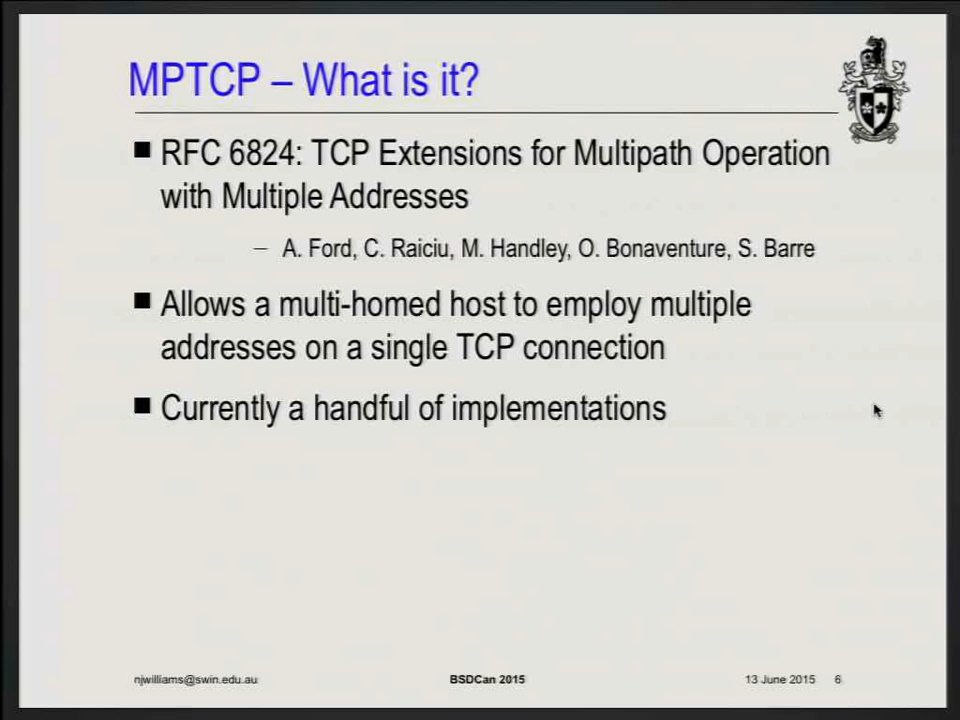 MPTCP – What is it?
■ RFC 6824: TCP Extensions for Multipath Operation
with Multiple Addresses
– A. Ford, C. Raiciu, M. Handley, O. Bonaventure, S. Barre
■ Allows a multi-homed host to employ multiple
addresses on a single TCP connection
■ Currently a handful of implementations
njwilliams@swin.edu.au BSDCan 2015 13 June 2015 6